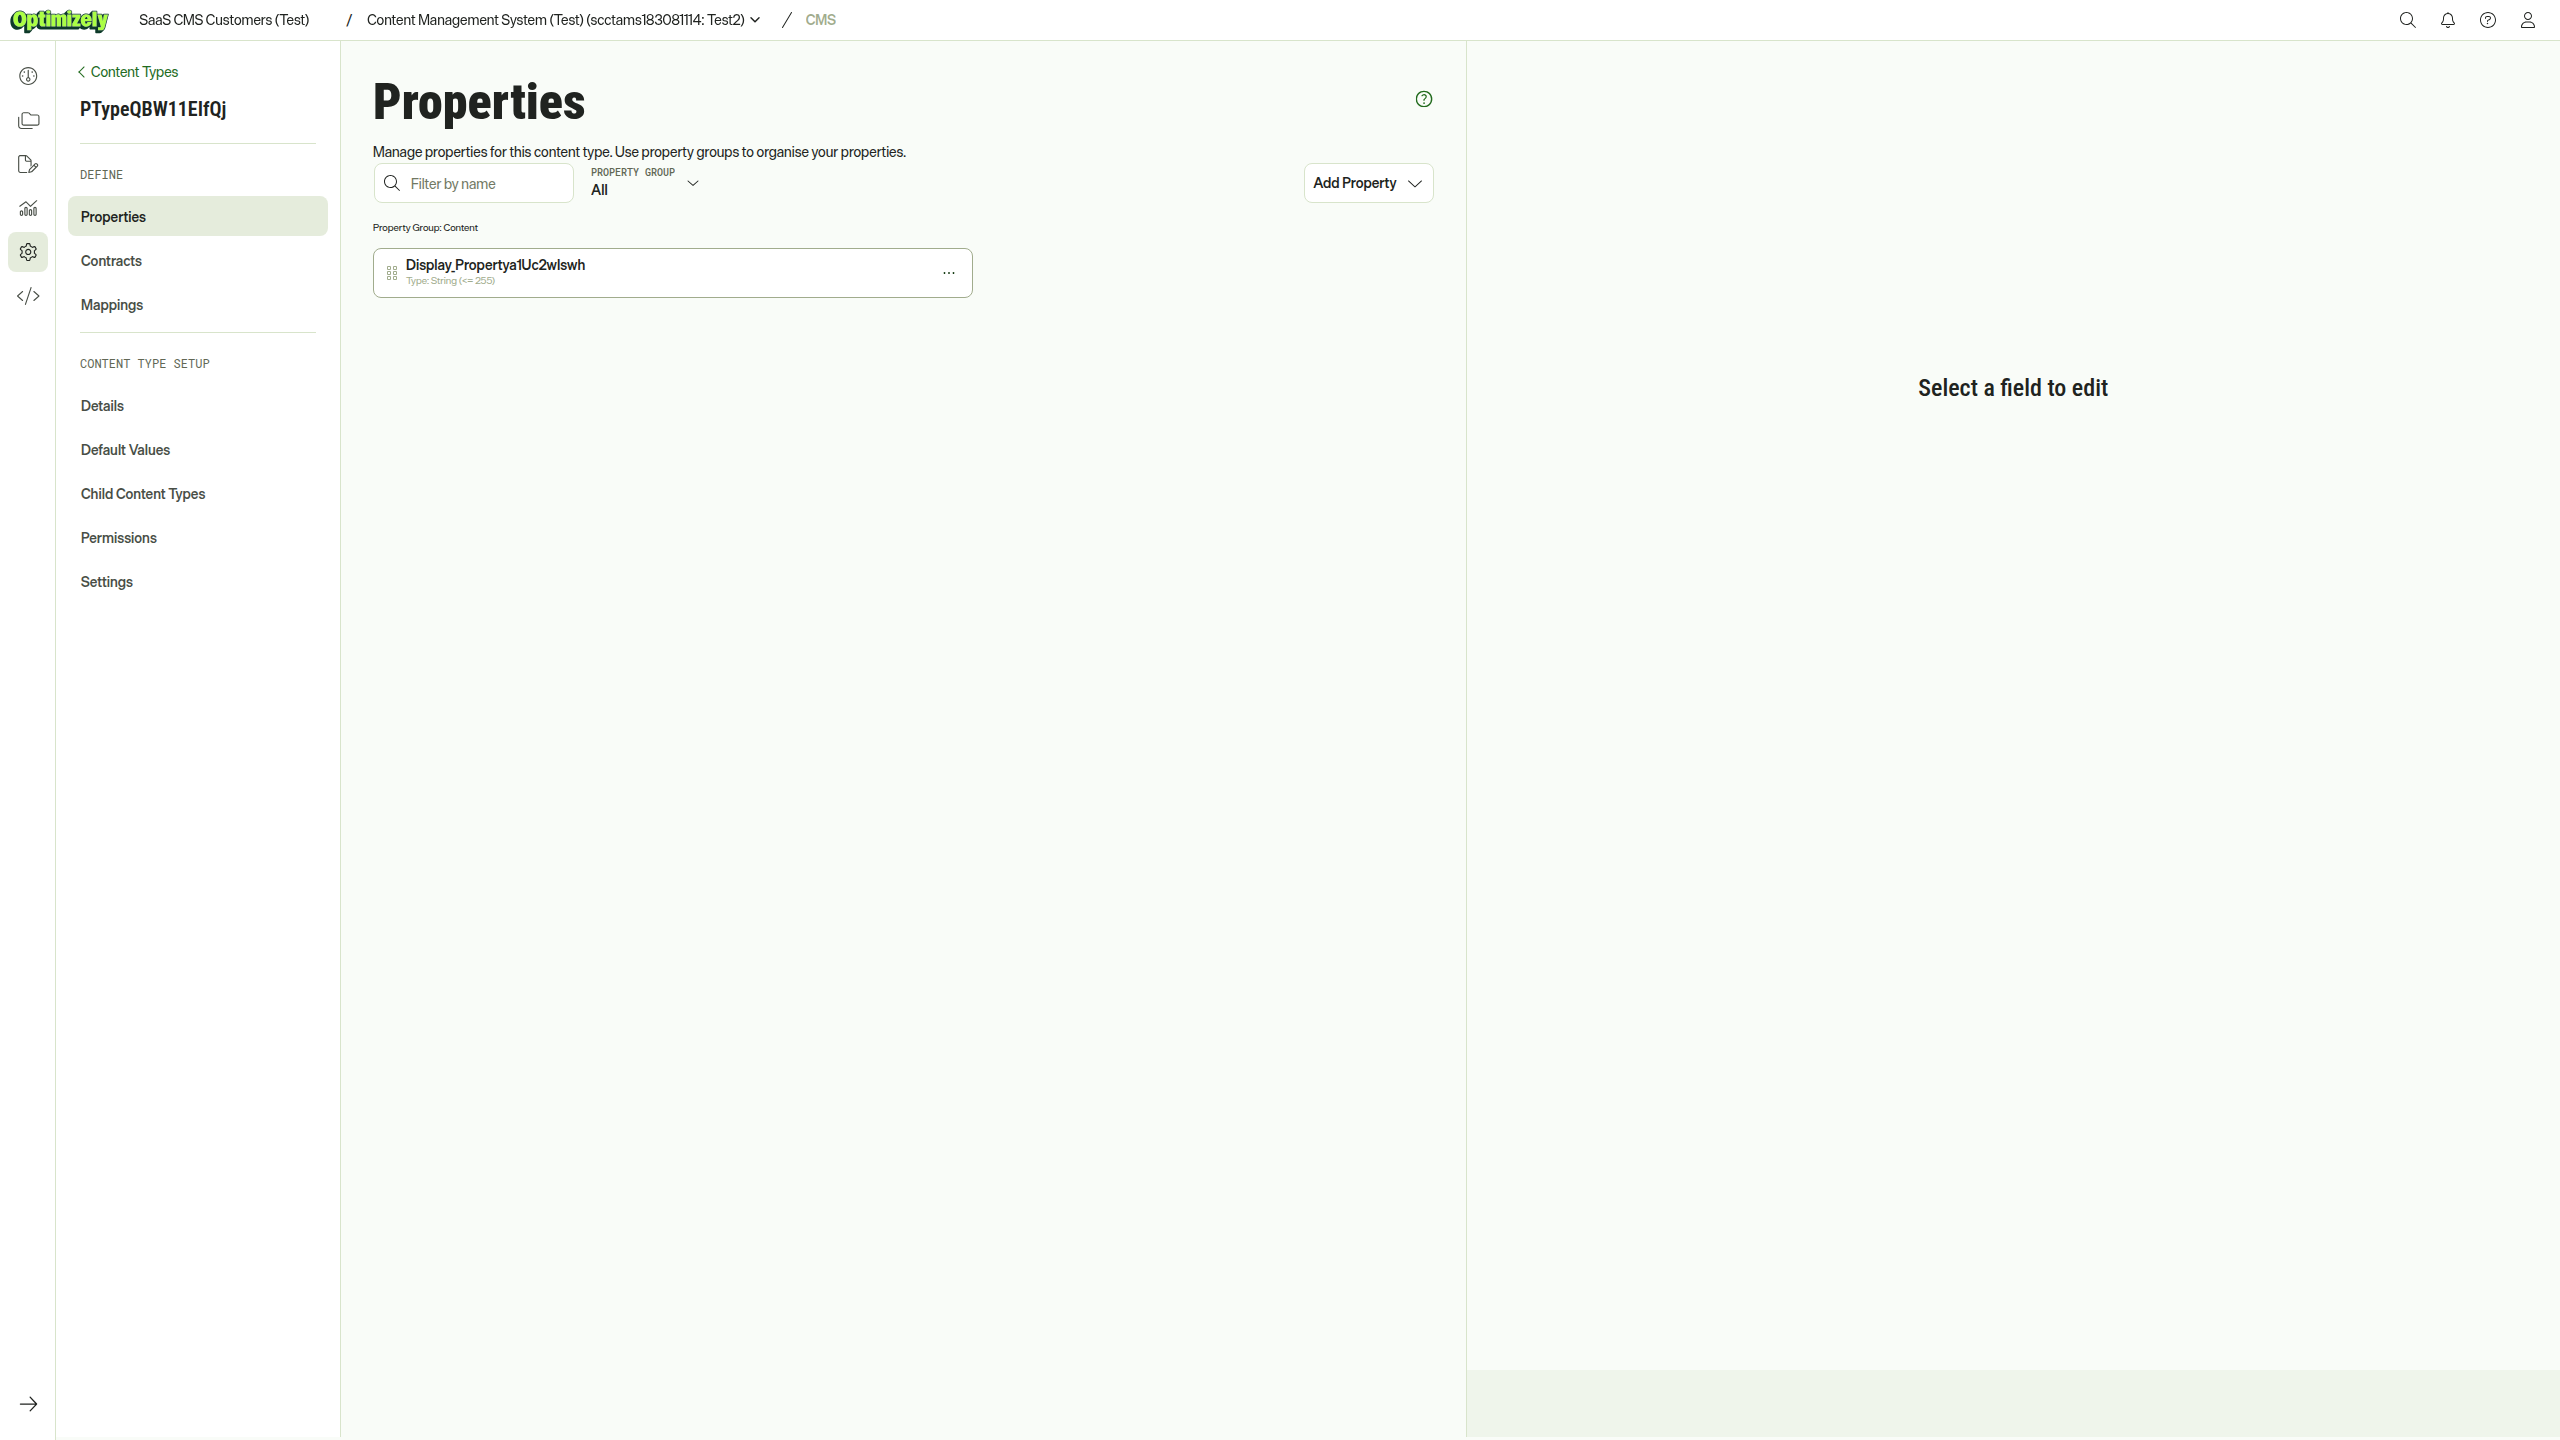 Optimizely
SaaS CMS Customers (Test) / Content Management System (Test) (scctams183081114: Test2) / CMS
Content Types
PTypeQBW11ElfQj
DEFINE
Properties
Contracts
Mappings
CONTENT TYPE SETUP
Details
Default Values
Child Content Types
Permissions
Settings
Properties
Manage properties for this content type. Use property groups to organise your properties.
Filter by name
PROPERTY GROUP
All
Add Property
Property Group: Content
Display_Propertya1Uc2wlswh
Type: String (<= 255)
Select a field to edit